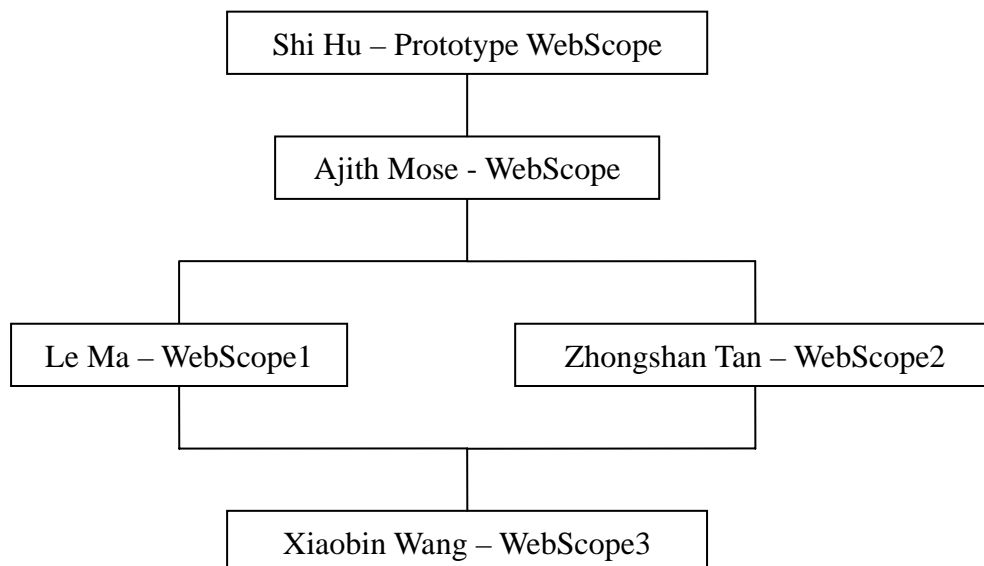 Shi Hu – Prototype WebScope
Ajith Mose - WebScope
Le Ma – WebScope1
Zhongshan Tan – WebScope2
Xiaobin Wang – WebScope3